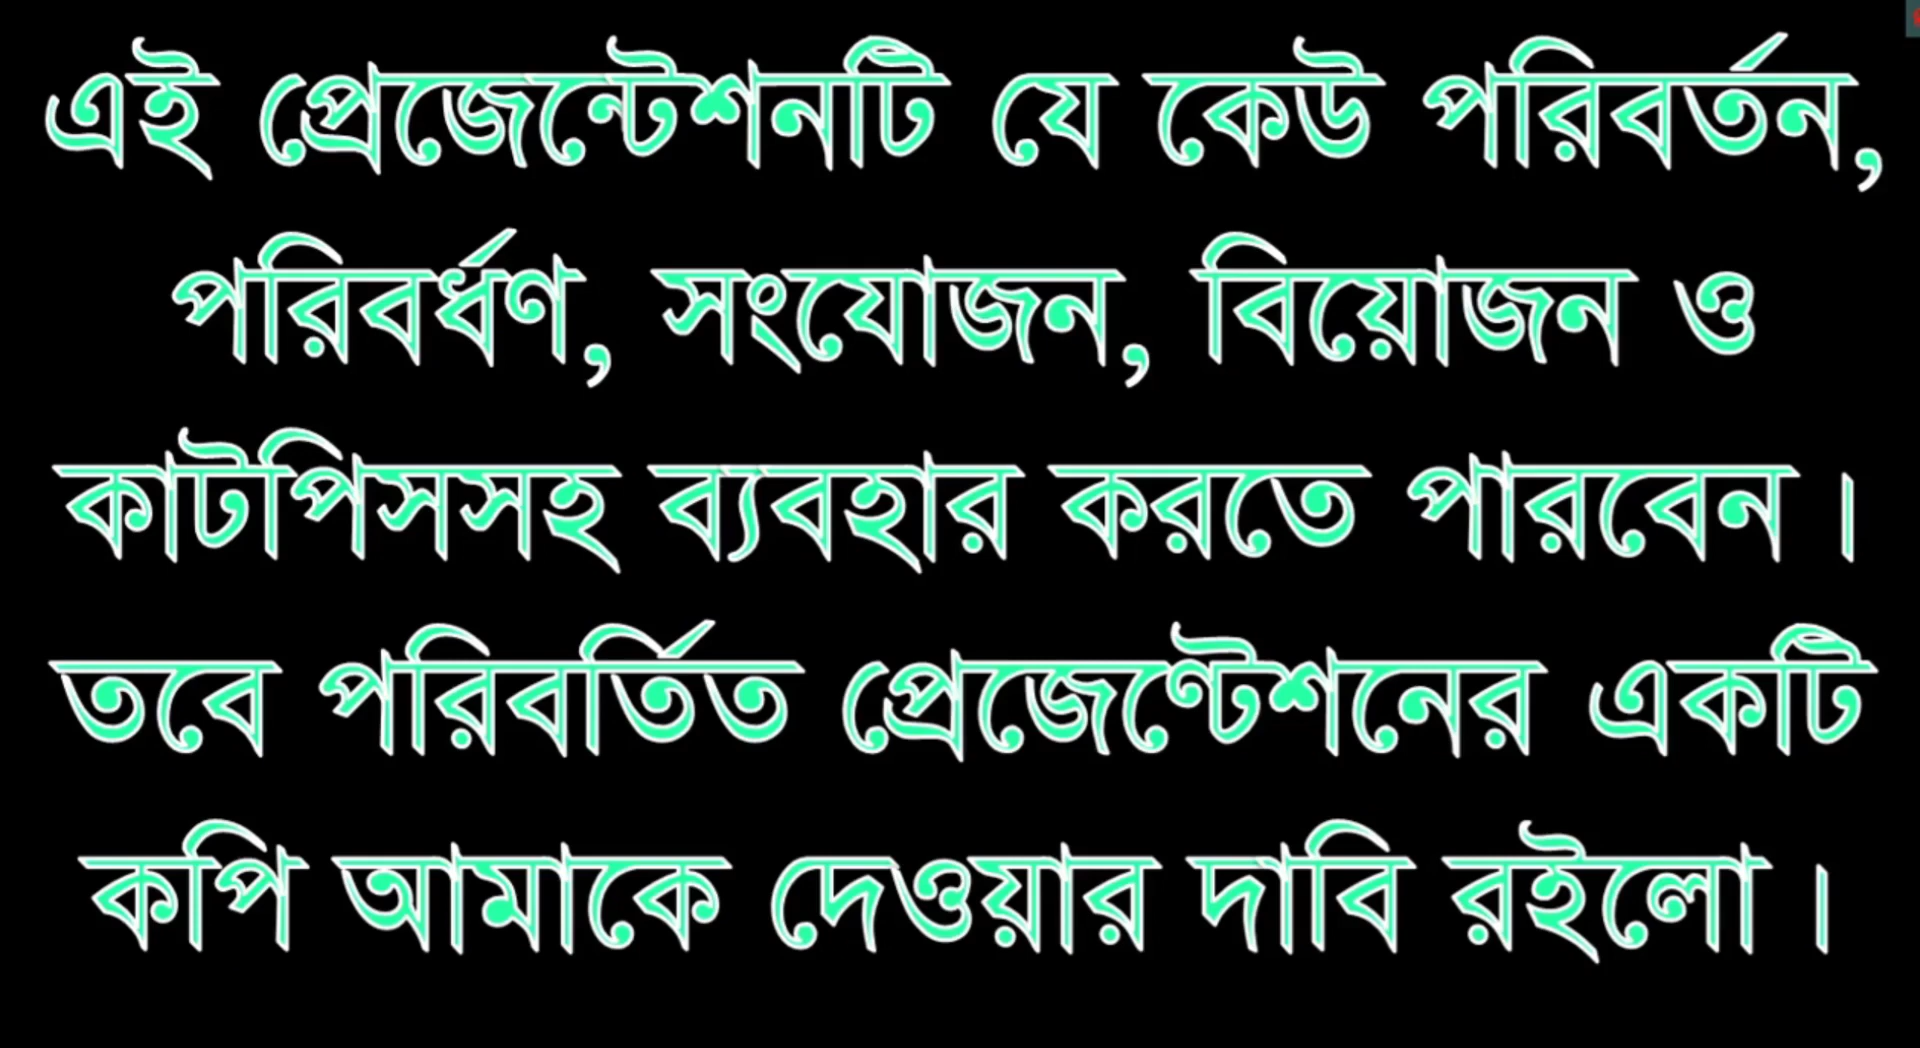 এই প্রেজেন্টেশনটি যে কেউ পরিবর্তন,
পরিবর্ধণ, সংযোজন, বিয়োজন ও
কাটপিসসহ ব্যবহার করতে পারবেন।
তবে পরিবর্তিত প্রেজেণ্টেশনের একটি
কপি আমাকে দেওয়ার দাবি রইলো।